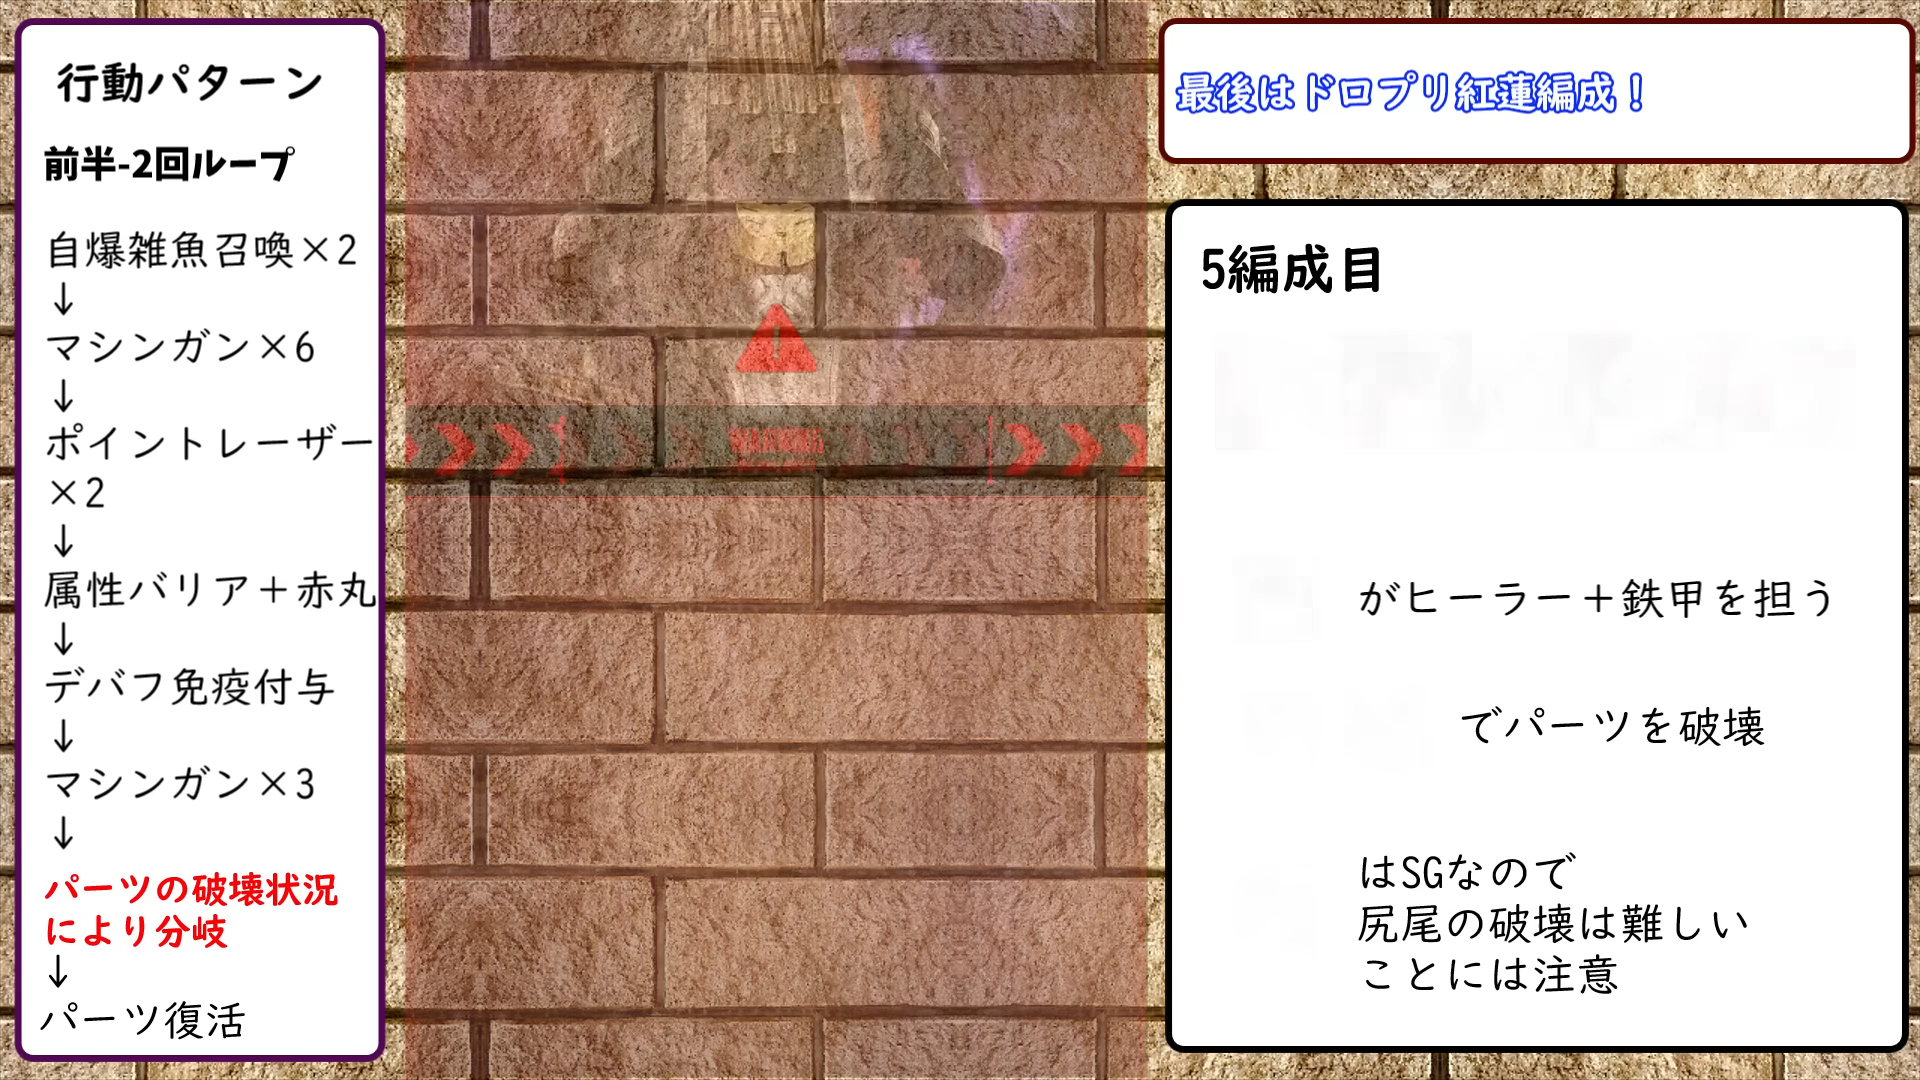 行動パターン
前半-2回ループ
自爆雑魚召喚×2
↓
マシンガン×6
↓
ポイントレーザー
×2
↓
属性バリア＋赤丸
↓
デバフ免疫付与
↓
マシンガン×3
↓
パーツの破壊状況
により分岐
↓
パーツ復活
WARNING
最後はドロプリ紅蓮編成！
5編成目
がヒーラー＋鉄甲を担う
でパーツを破壊
はSGなので
尻尾の破壊は難しい
ことには注意